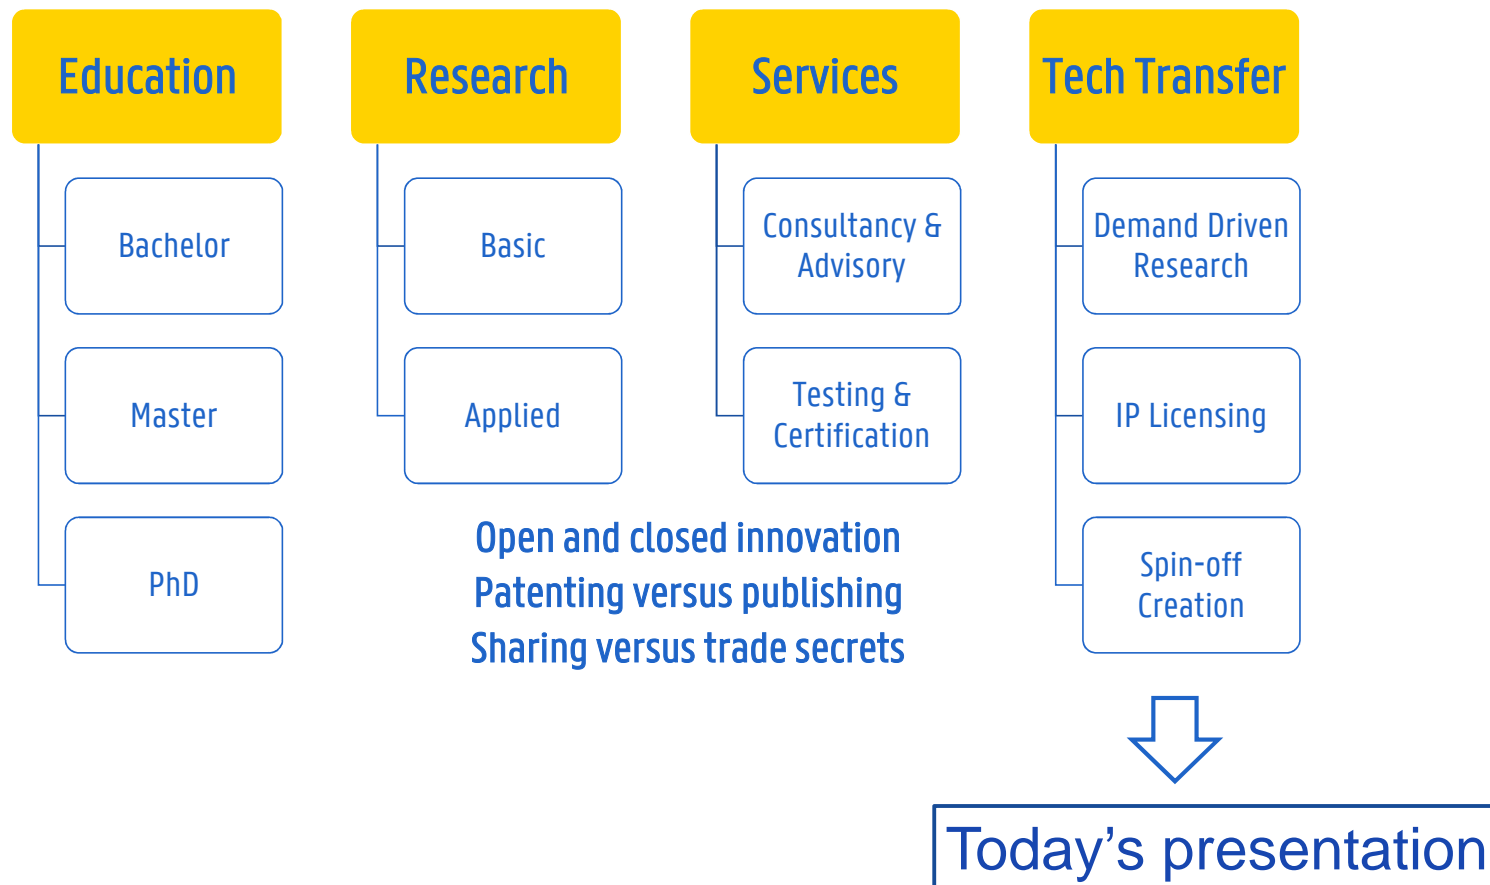 Education
Bachelor
Master
PhD
Research
Basic
Applied
Services
Consultancy &
Advisory
Testing &
Certification
Tech Transfer
Demand Driven
Research
IP Licensing
Spin-off
Creation
Open and closed innovation
Patenting versus publishing
Sharing versus trade secrets
Today's presentation